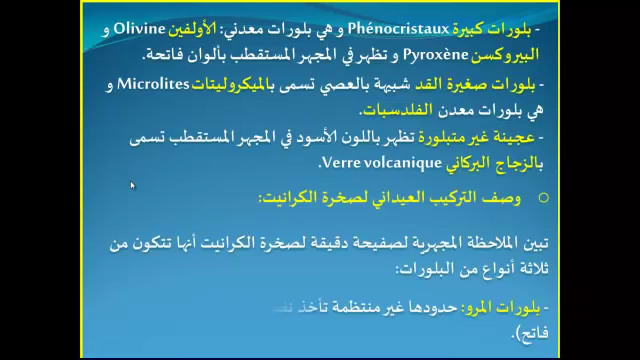 - بلورات كبيرة Phénocristaux و هي بلورات معدني: الأولفين Olivine و
البيروكسن Pyroxène و تظهر في المجهر المستقطب بألوان فاتحة.
- بلورات صغيرة القد شبيهة بالعصي تسمى بالميكروليتات Microlites و
هي بلورات معدن الفلدسبات.
- عجينة غير متبلورة تظهر باللون الأسود في المجهر المستقطب تسمى
بالزجاج البركاني Verre volcanique.
وصف التركيب العيداني لصخرة الكرانيت:
تبين الملاحظة المجهرية لصفيحة دقيقة لصخرة الكرانيت أنها تتكون من
ثلاثة أنواع من البلورات:
- بلورات المرو: حدودها غير منتظمة تأخذ
فاتح).